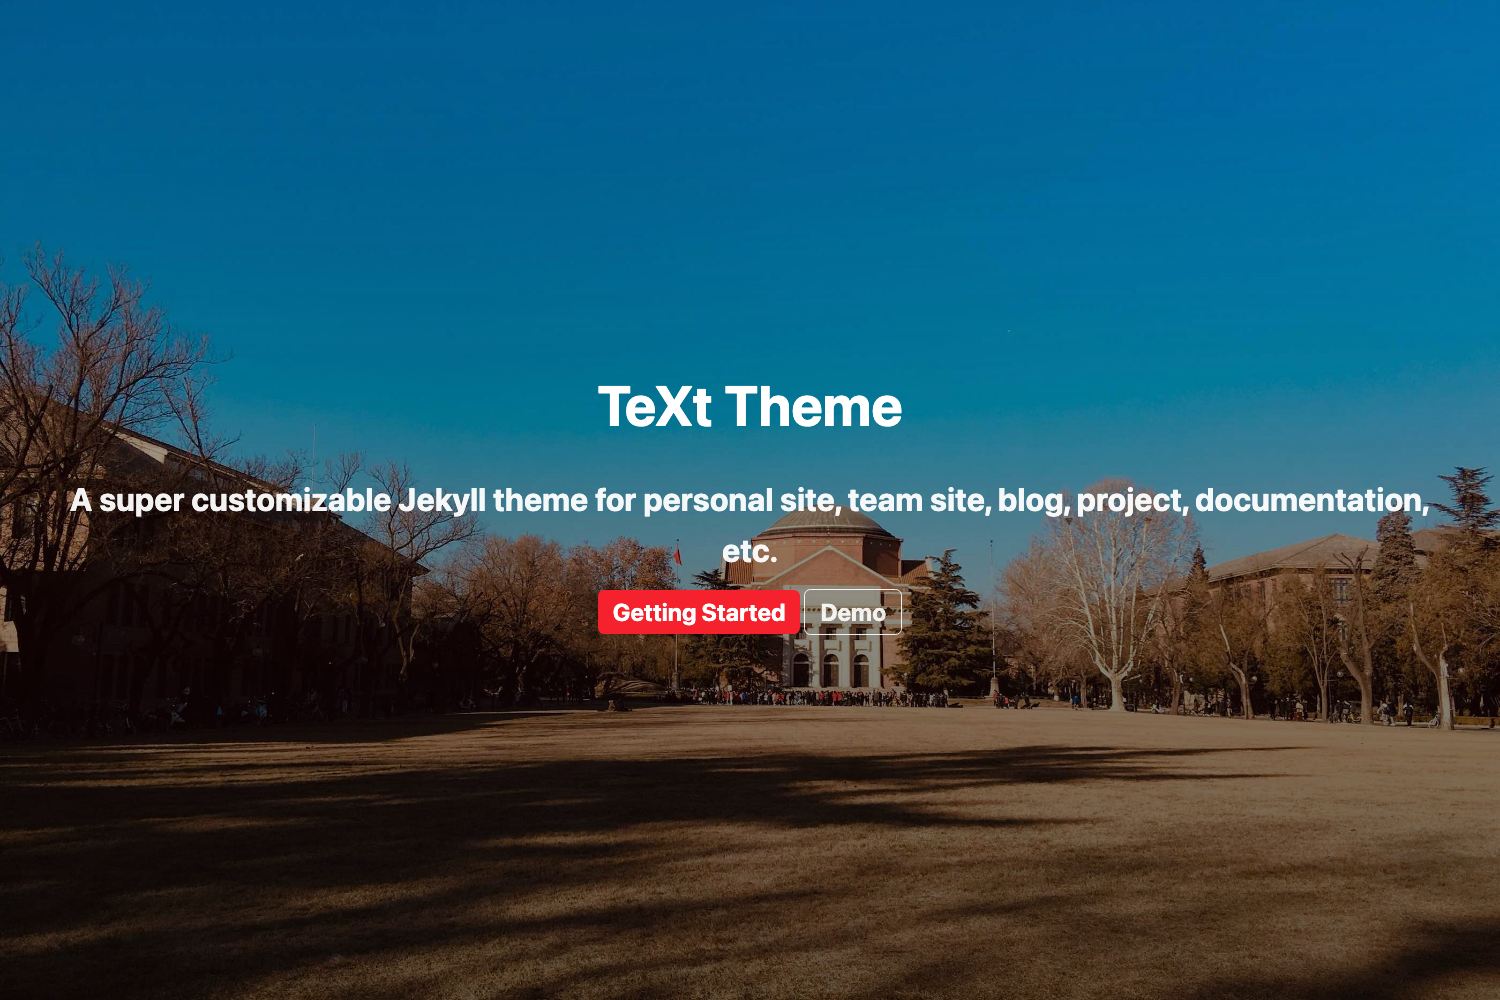 TeXt Theme
A super customizable Jekyll theme for personal site, team site, blog, project, documentation,
etc.
Getting Started Demo